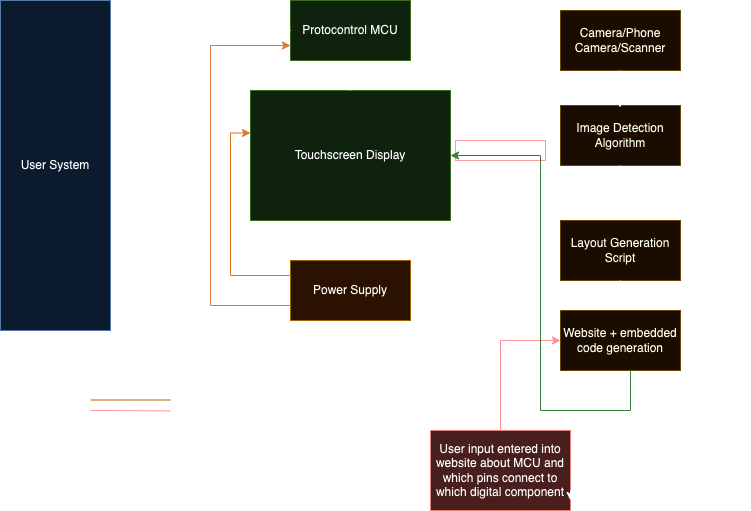 Protocontrol MCU
Camera/Phone
Camera/Scanner
User System
Touchscreen Display
Image Detection
Algorithm
Layout Generation
Script
Power Supply
Website + embedded
code generation
User input entered into
website about MCU and
which pins connect to
which digital component